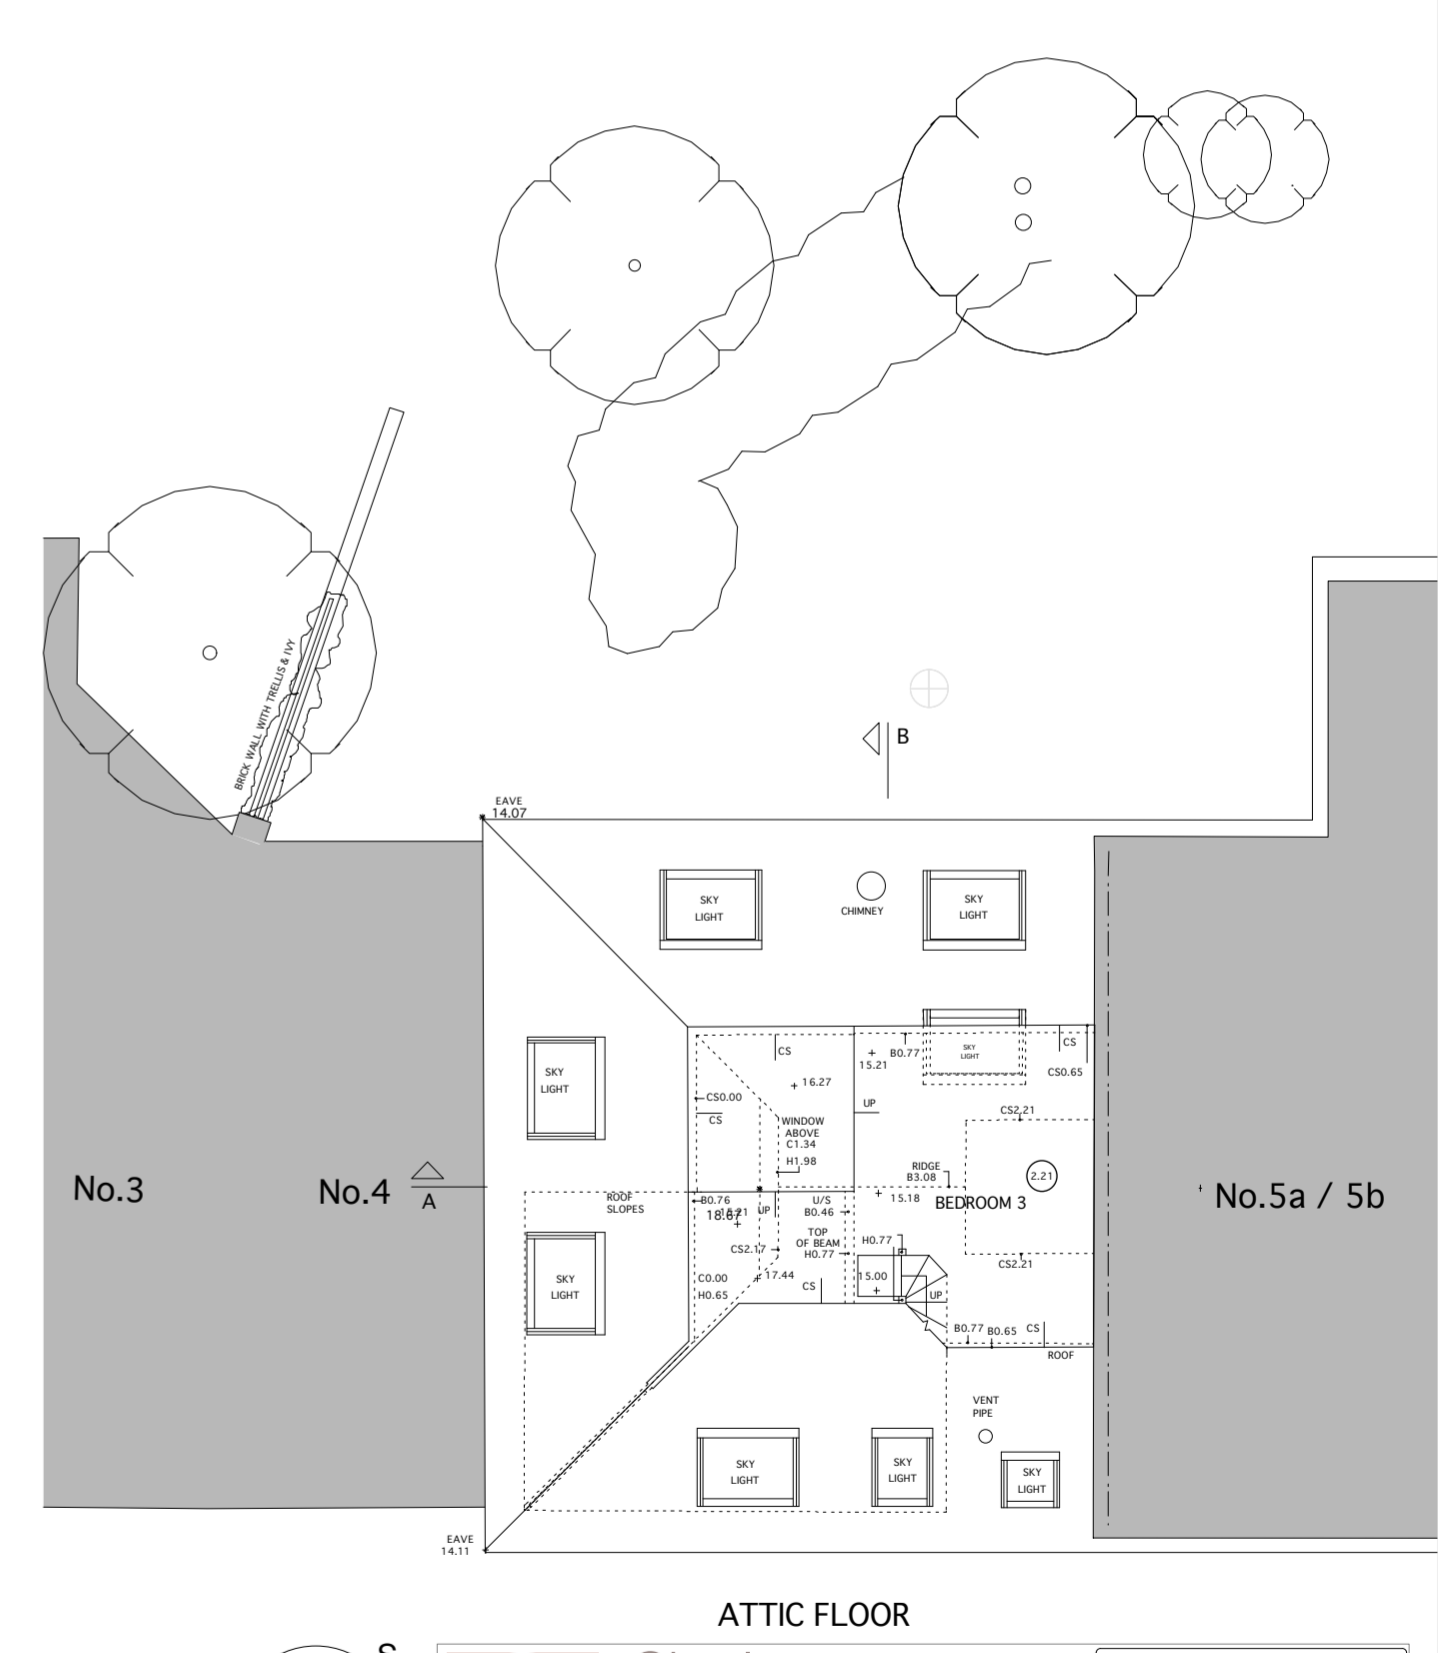 BRICK WALL WITH TRELLIS & IVY
B
EAVE
14.07
SKY
LIGHT
CHIMNEY
SKY
LIGHT
SKY
LIGHT
CS
15.21
B0.77
SKY
LIGHT
CS
CS0.65
16.27
CS0.00
CS
UP
CS2.21
WINDOW
ABOVE
C1.34
H1.98
RIDGE
B3.08
2.21
No.3
No.4
A
ROOF
SLOPES
B0.76
18.67
15.21
UP
U/S
B0.46
15.18
BEDROOM 3
No.5a / 5b
TOP
OF BEAM
H0.77
H0.77
CS2.17
CS2.21
SKY
LIGHT
C0.00
H0.65
17.44
CS
15.00
UP
B0.77
B0.65
CS
ROOF
VENT
PIPE
SKY
LIGHT
SKY
LIGHT
SKY
LIGHT
EAVE
14.11
ATTIC FLOOR